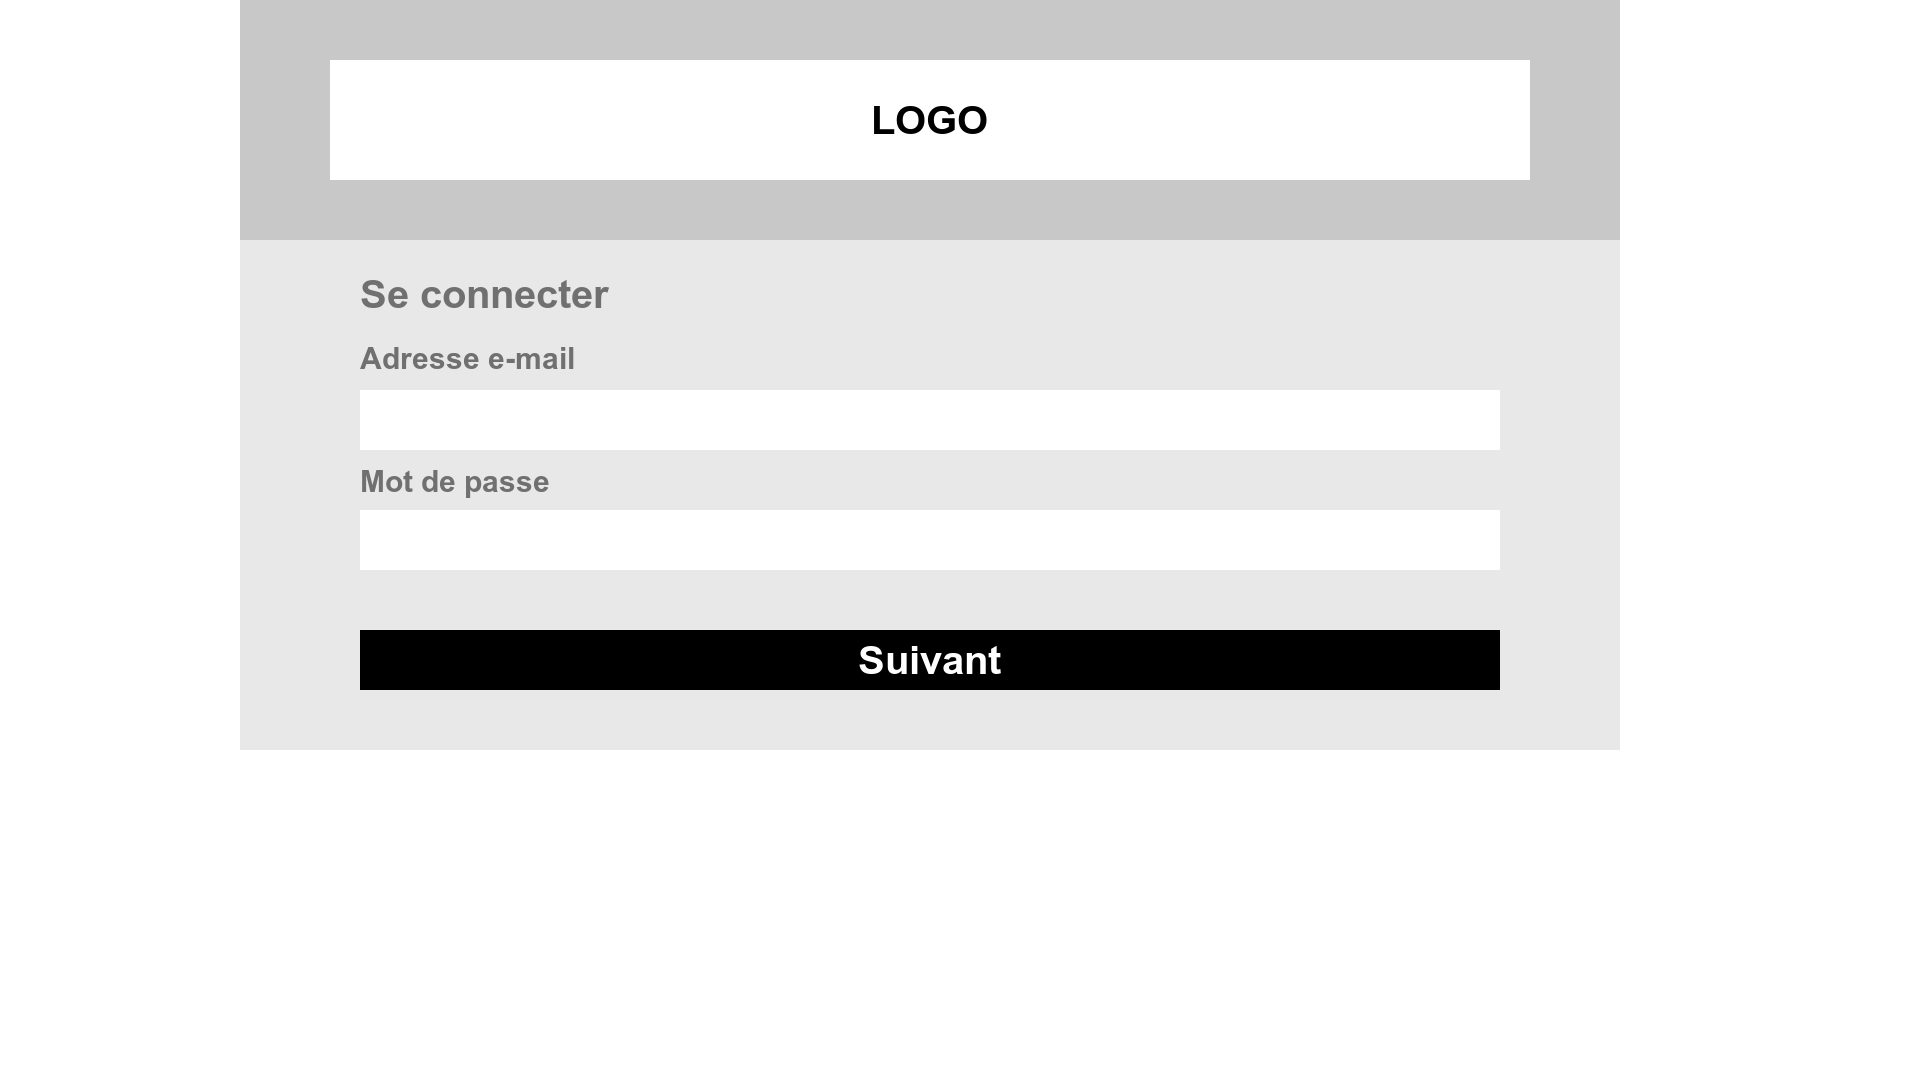 LOGO
Se connecter
Adresse e-mail
Mot de passe
Suivant